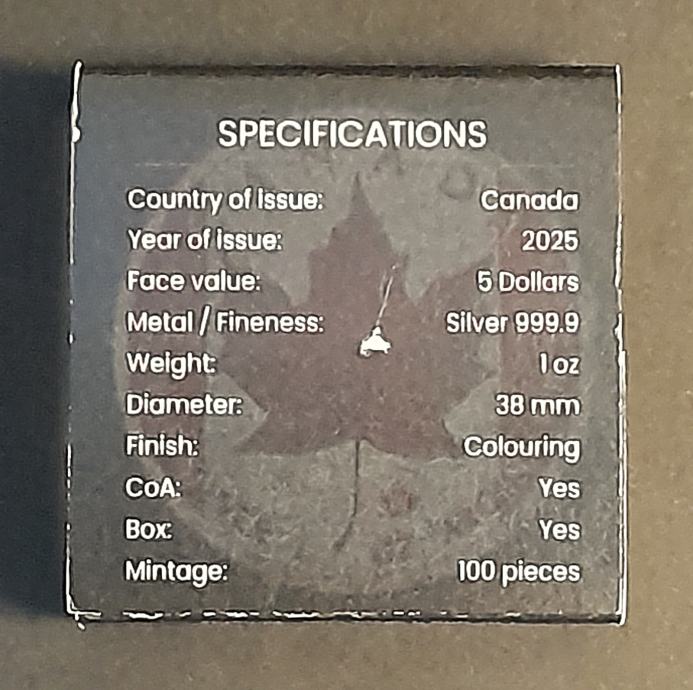 SPECIFICATIONS
Country of issue: Canada
Year of issue: 2025
Face value: 5 Dollars
Metal / Fineness: Silver 999.9
Weight: 1 oz
Diameter: 38 mm
Finish: Colouring
CoA: Yes
Box: Yes
Mintage: 100 pieces